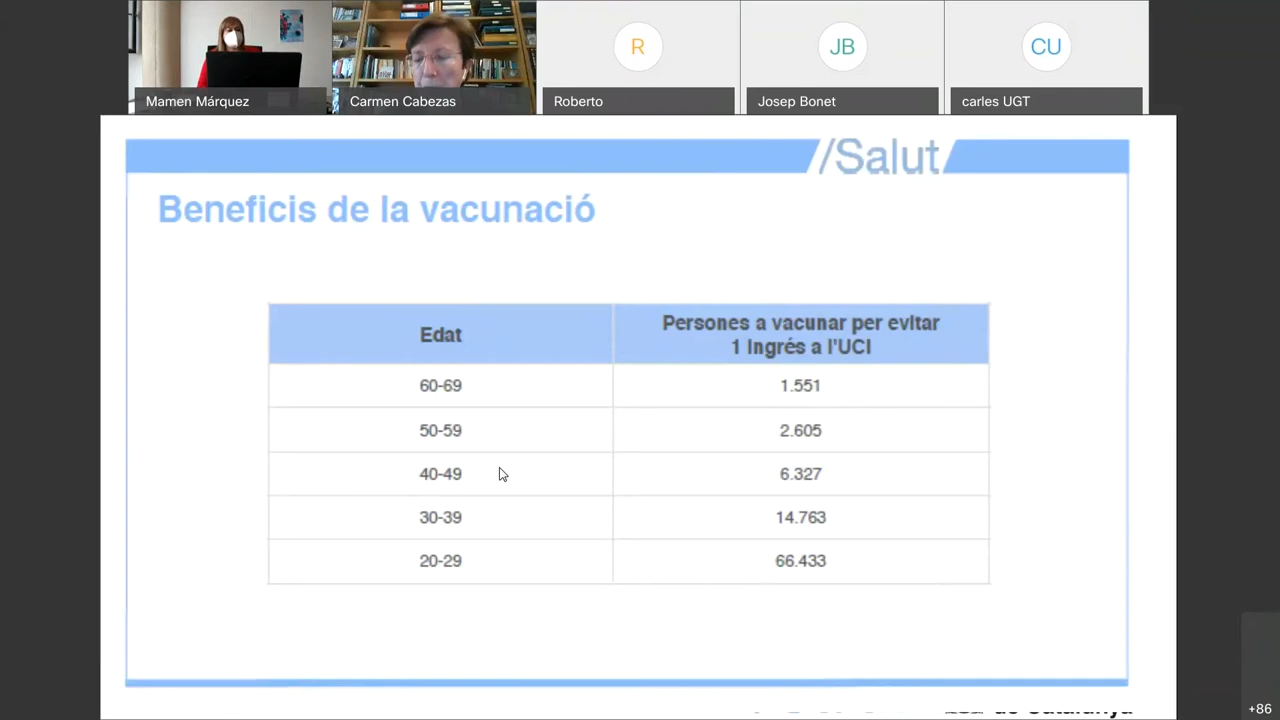 R
JB
CU
Mamen Márquez
Carmen Cabezas
Roberto
Josep Bonet
carles UGT
/Salut
Beneficis de la vacunació
Edat
Persones a vacunar per evitar
1 ingrés a l'UCI
60-69
1.551
50-59
2.605
40-49
6.327
30-39
14.763
20-29
66.433
de Catalunya
+86